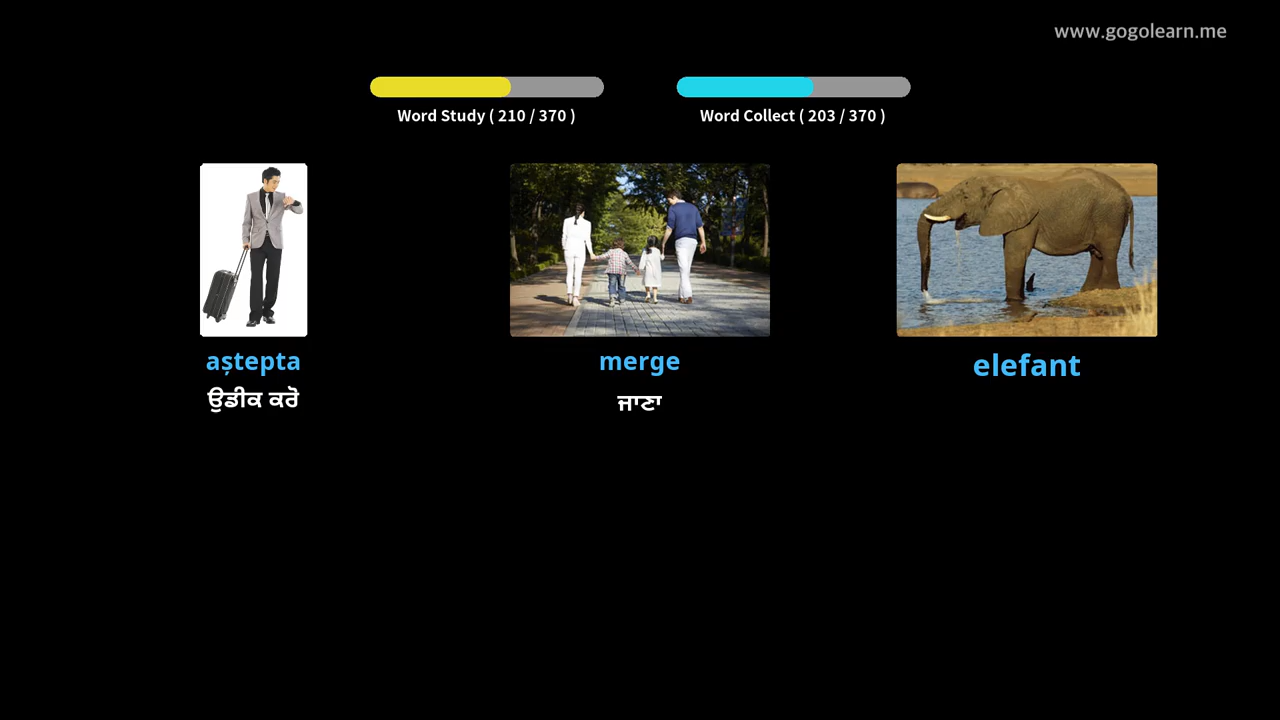 www.gogolearn.me
Word Study ( 210 / 370 )
Word Collect ( 203 / 370 )
aștepta
merge
elefant
ਉਡੀਕ ਕਰੋ
ਜਾਣਾ